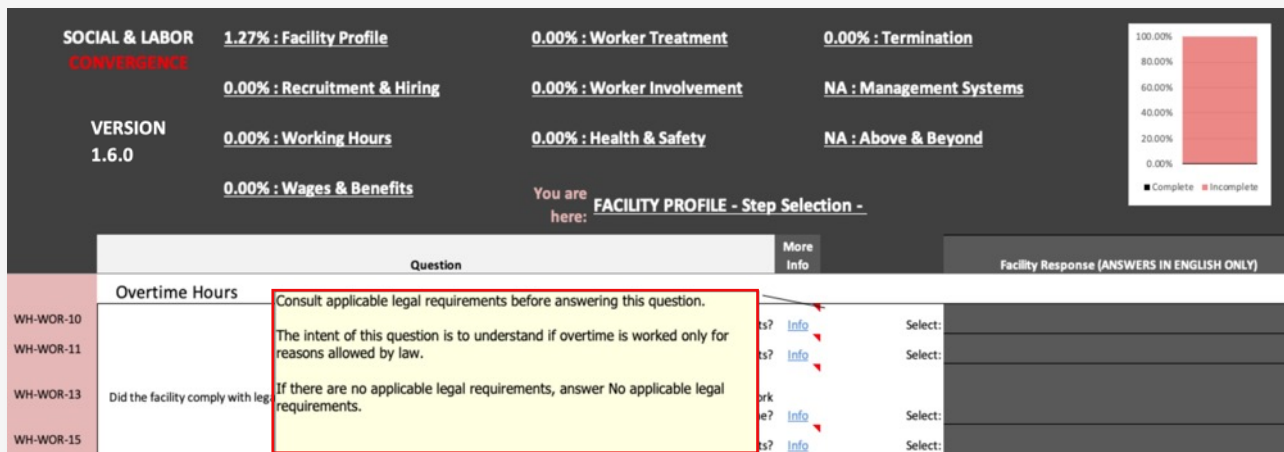 SOCIAL & LABOR
CONVERGENCE
VERSION
1.6.0
1.27% : Facility Profile
0.00% : Recruitment & Hiring
0.00% : Working Hours
0.00% : Wages & Benefits
0.00% : Worker Treatment
0.00% : Worker Involvement
0.00% : Health & Safety
0.00% : Termination
NA : Management Systems
NA : Above & Beyond
You are
here:
FACILITY PROFILE - Step Selection -
100.00%
80.00%
60.00%
40.00%
20.00%
0.00%
Complete Incomplete
Question
More
Info
Facility Response (ANSWERS IN ENGLISH ONLY)
Overtime Hours
Consult applicable legal requirements before answering this question.
The intent of this question is to understand if overtime is worked only for
reasons allowed by law.
If there are no applicable legal requirements, answer No applicable legal
requirements.
WH-WOR-10
ts? Info Select:
WH-WOR-11
ts? Info Select:
WH-WOR-13
Did the facility comply with lega
ork
e? Info Select:
WH-WOR-15
ts? Info Select: